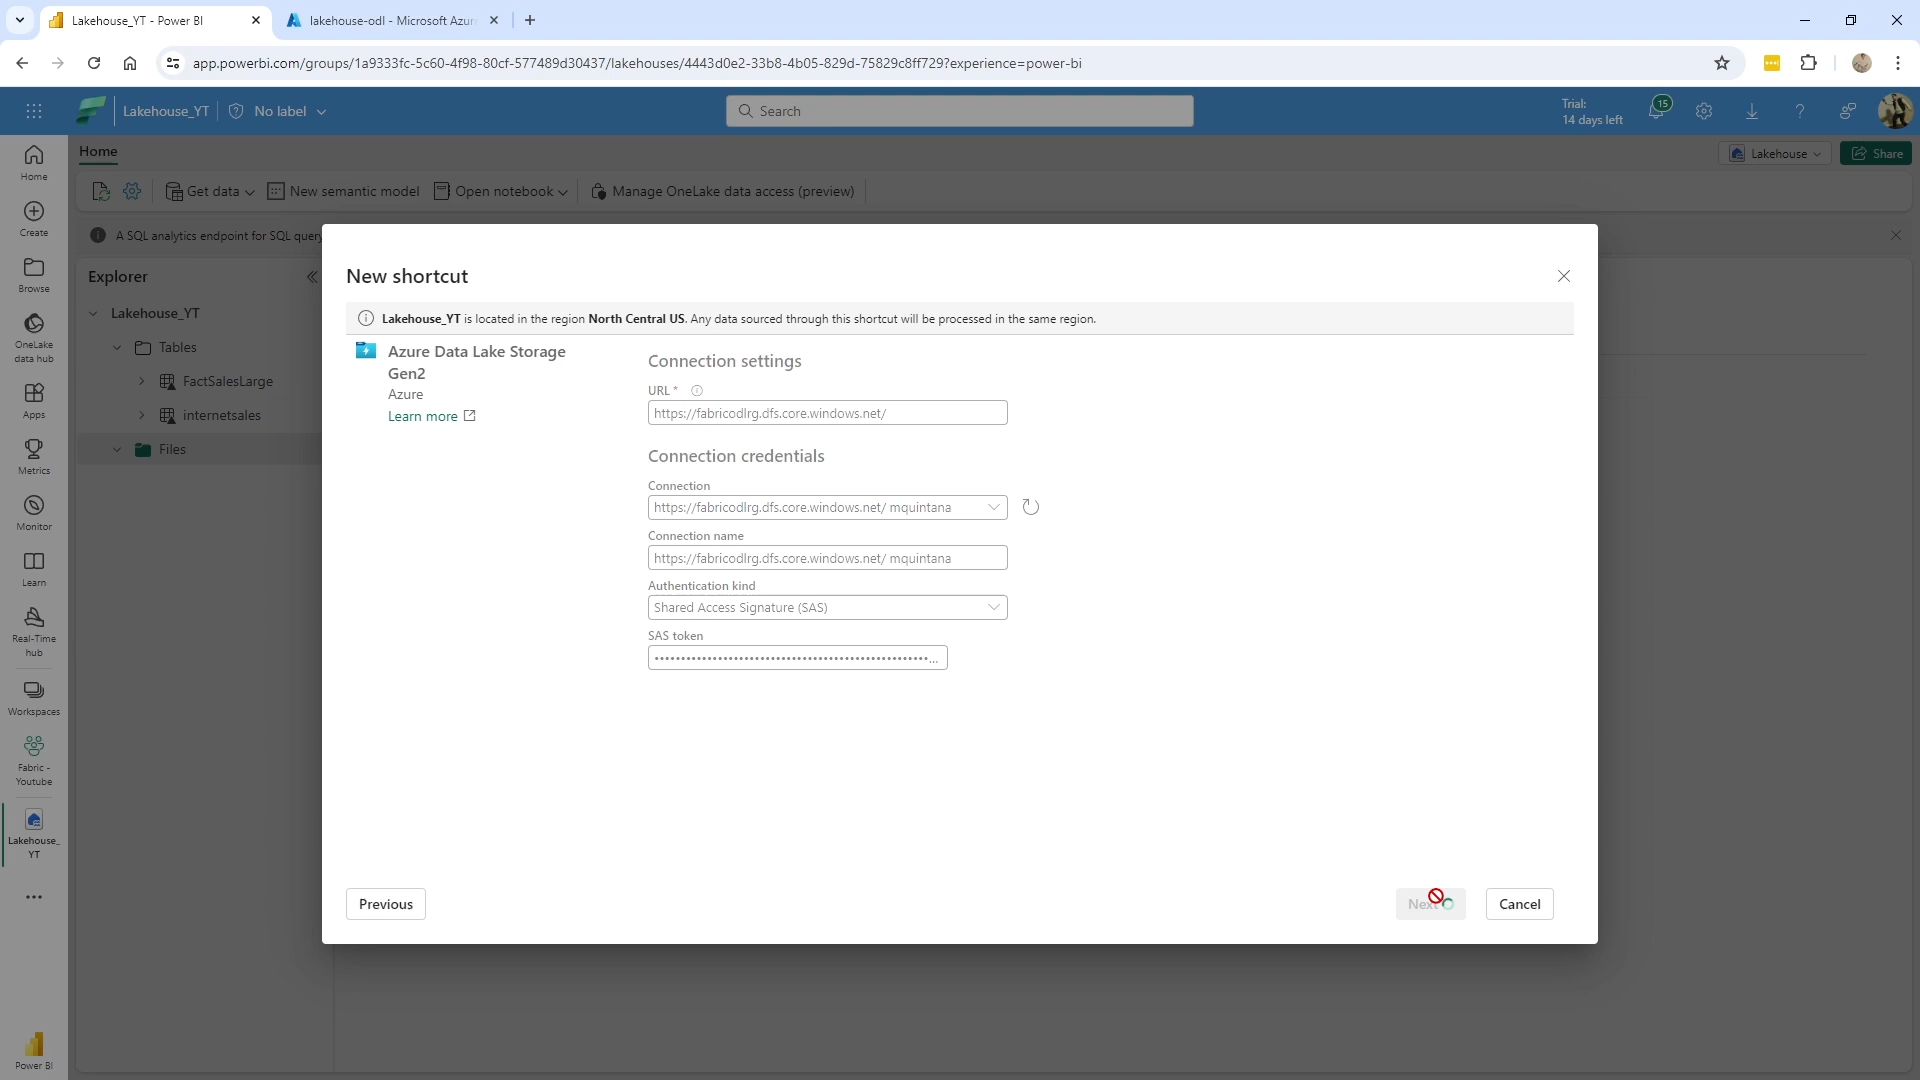 Lakehouse_YT - Power BI
lakehouse-odl - Microsoft Azur
app.powerbi.com/groups/1a9333fc-5c60-4f98-80cf-577489d30437/lakehouses/4443d0e2-33b8-4b05-829d-75829c8ff729?experience=power-bi
Lakehouse_YT
No label
Search
Trial:
14 days left
15
Home
Lakehouse
Share
Get data
New semantic model
Open notebook
Manage OneLake data access (preview)
A SQL analytics endpoint for SQL query
Home
Create
Browse
OneLake
data hub
Apps
Metrics
Monitor
Learn
Real-Time
hub
Workspaces
Fabric -
Youtube
Lakehouse_
YT
Power BI
Explorer
Lakehouse_YT
Tables
FactSalesLarge
internetsales
Files
New shortcut
Lakehouse_YT is located in the region North Central US. Any data sourced through this shortcut will be processed in the same region.
Azure Data Lake Storage
Gen2
Azure
Learn more
Connection settings
URL *
https://fabricodlrg.dfs.core.windows.net/
Connection credentials
Connection
https://fabricodlrg.dfs.core.windows.net/ mquintana
Connection name
https://fabricodlrg.dfs.core.windows.net/ mquintana
Authentication kind
Shared Access Signature (SAS)
SAS token
Previous
Next
Cancel